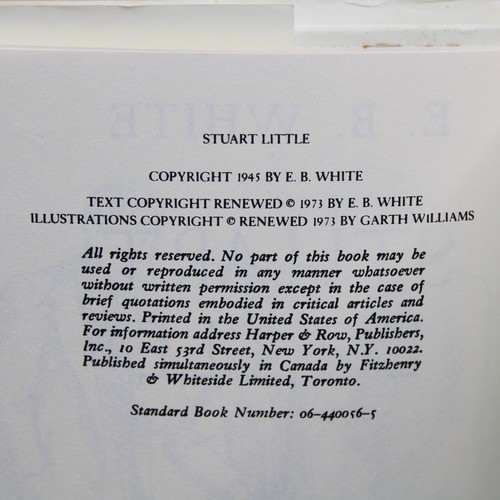 STUART LITTLE
COPYRIGHT 1945 BY E. B. WHITE
TEXT COPYRIGHT RENEWED © 1973 BY E. B. WHITE
ILLUSTRATIONS COPYRIGHT © RENEWED 1973 BY GARTH WILLIAMS
All rights reserved. No part of this book may be
used or reproduced in any manner whatsoever
without written permission except in the case of
brief quotations embodied in critical articles and
reviews. Printed in the United States of America.
For information address Harper & Row, Publishers,
Inc., 10 East 53rd Street, New York, N.Y. 10022.
Published simultaneously in Canada by Fitzhenry
& Whiteside Limited, Toronto.
Standard Book Number: 06-440056-5
E. B. WHITE